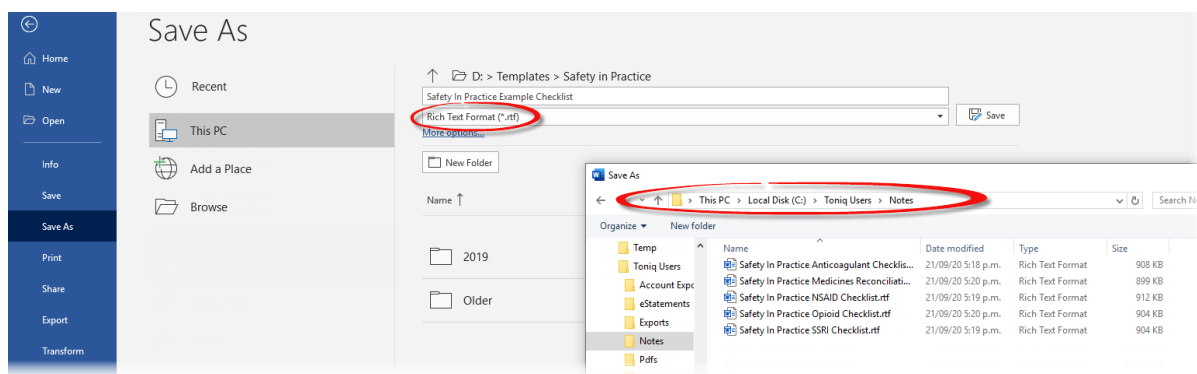 Save As
Home
New
Open
Info
Save
Save As
Print
Share
Export
Transform
Recent
This PC
Add a Place
Browse
D: > Templates > Safety in Practice
Safety In Practice Example Checklist
Rich Text Format (*.rtf)
More options...
Save
New Folder
Name
2019
Older
Save As
This PC > Local Disk (C:) > Toniq Users > Notes
Organize
New folder
Temp
Toniq Users
Account Expo
eStatements
Exports
Notes
Pdfs
Name Date modified Type Size
Safety In Practice Anticoagulant Checklis... 21/09/20 5:18 p.m. Rich Text Format 908 KB
Safety In Practice Medicines Reconciliati... 21/09/20 5:20 p.m. Rich Text Format 899 KB
Safety In Practice NSAID Checklist.rtf 21/09/20 5:19 p.m. Rich Text Format 912 KB
Safety In Practice Opioid Checklist.rtf 21/09/20 5:20 p.m. Rich Text Format 904 KB
Safety In Practice SSRI Checklist.rtf 21/09/20 5:19 p.m. Rich Text Format 904 KB